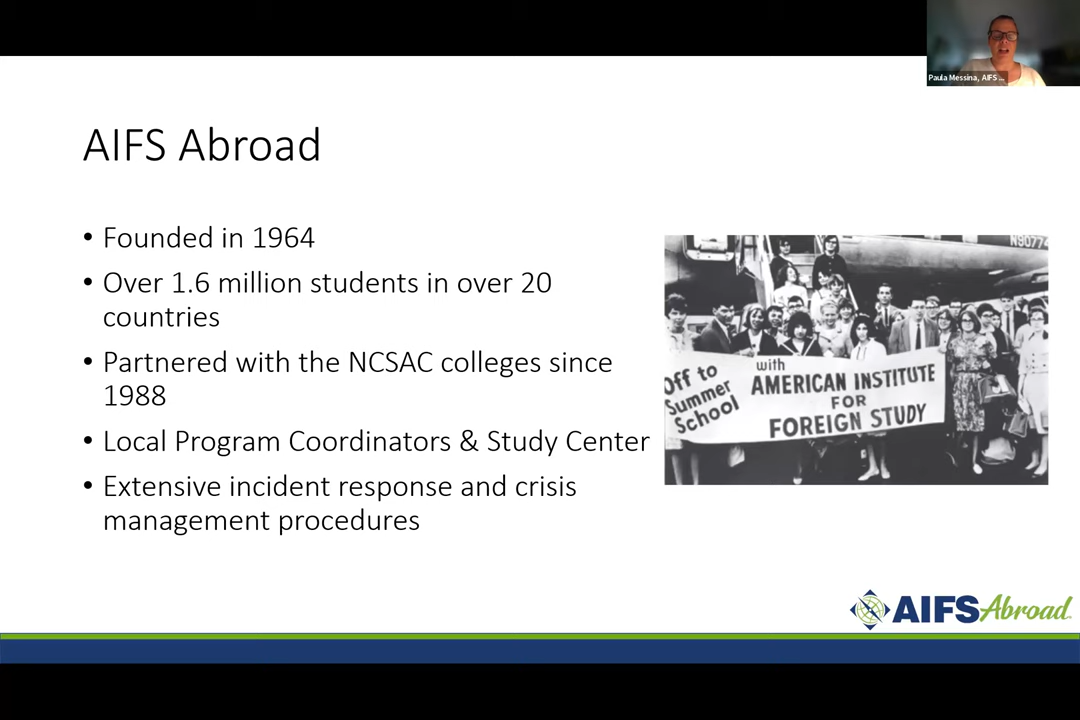 Paula Messina, AIFS ...
AIFS Abroad
• Founded in 1964
• Over 1.6 million students in over 20
countries
• Partnered with the NCSAC colleges since
1988
• Local Program Coordinators & Study Center
• Extensive incident response and crisis
management procedures
N90774
Off to
Summer
School
with
AMERICAN INSTITUTE
FOR
FOREIGN STUDY
AIFS Abroad